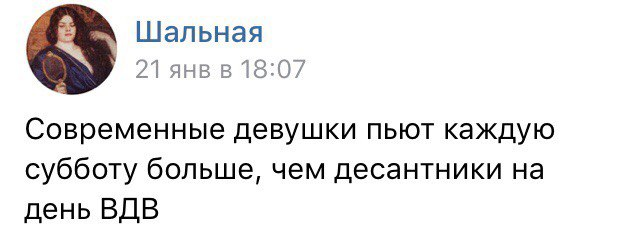 Шальная
21 янв в 18:07
Современные девушки пьют каждую
субботу больше, чем десантники на
день ВДВ